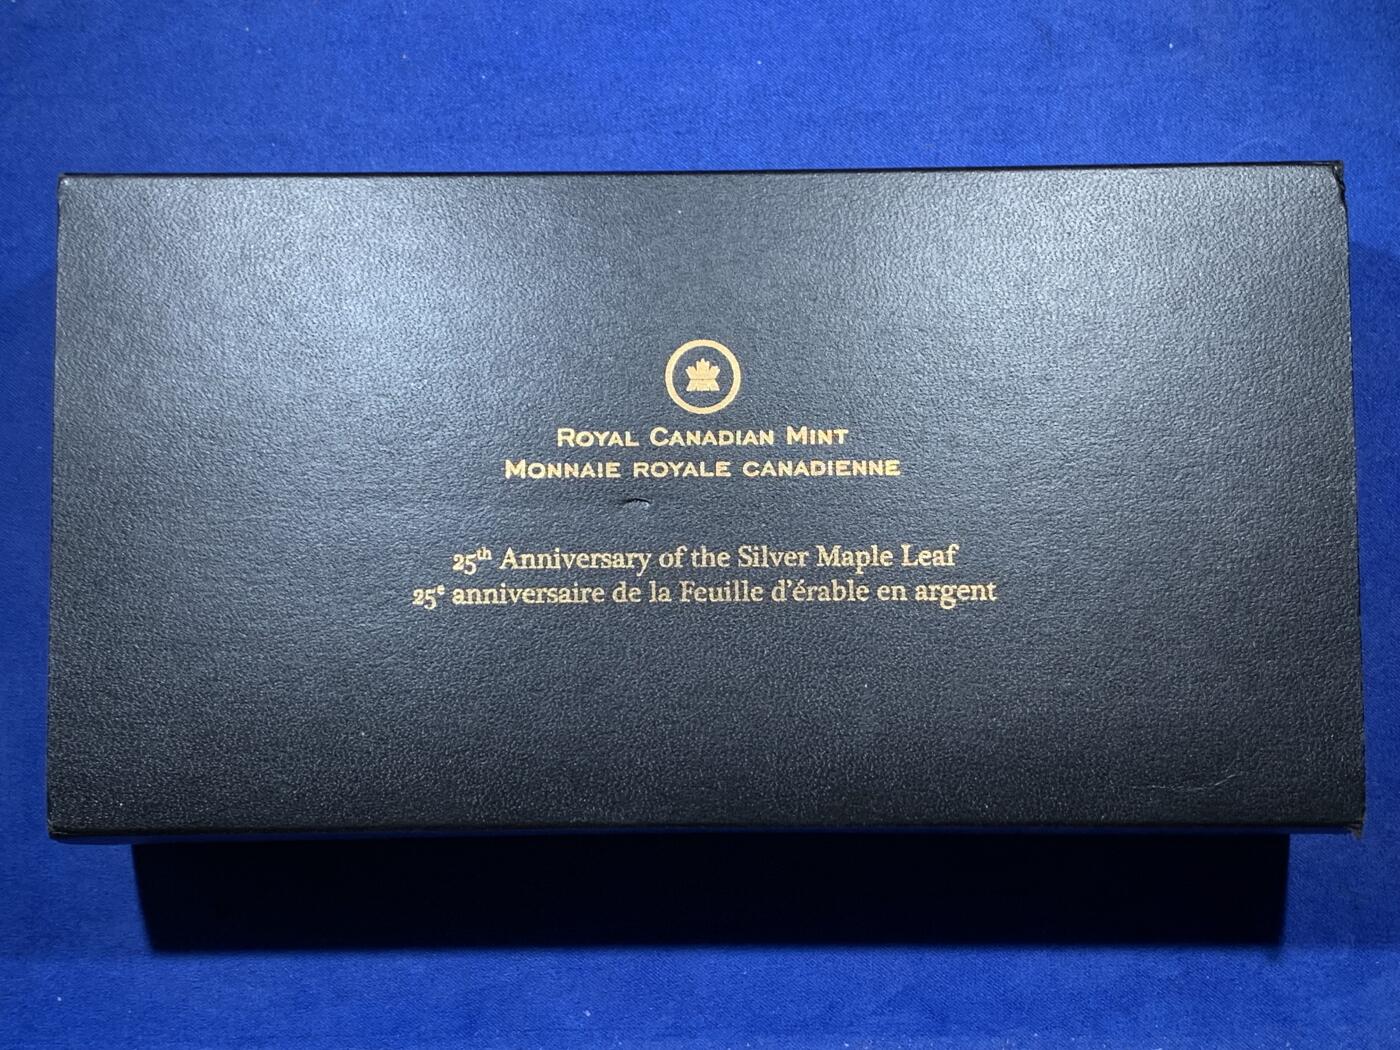 Royal Canadian Mint
Monnaie royale canadienne
25th Anniversary of the Silver Maple Leaf
25e anniversaire de la Feuille d'érable en argent